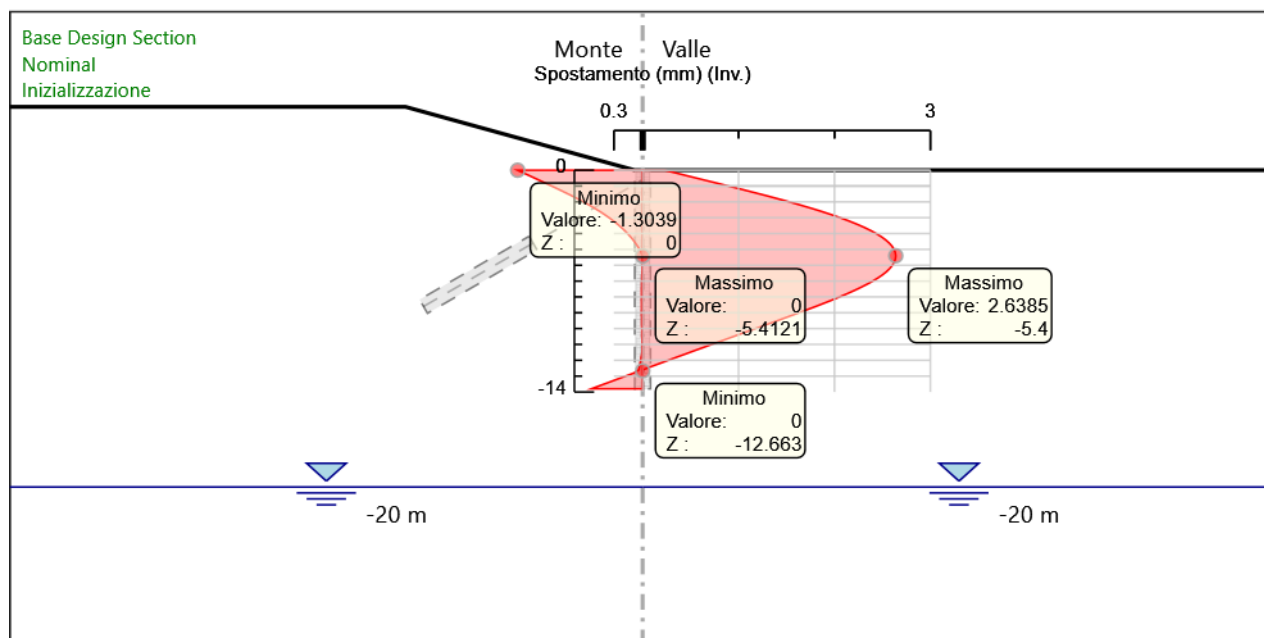 Base Design Section
Nominal
Inizializzazione
Monte Valle
Spostamento (mm) (Inv.)
0.3 3
0
Minimo
Valore: -1.3039
Z : 0
Massimo
Valore: 0
Z : -5.4121
Massimo
Valore: 2.6385
Z : -5.4
-14
Minimo
Valore: 0
Z : -12.663
-20 m
-20 m